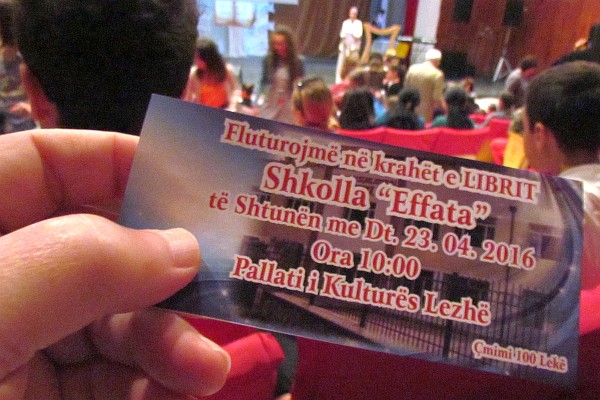 Fluturojmë në krahët e LIBRIT
Shkolla “Effata”
të Shtunën me Dt. 23. 04. 2016
Ora 10:00
Pallati i Kulturës Lezhë
Çmimi 100 Lekë